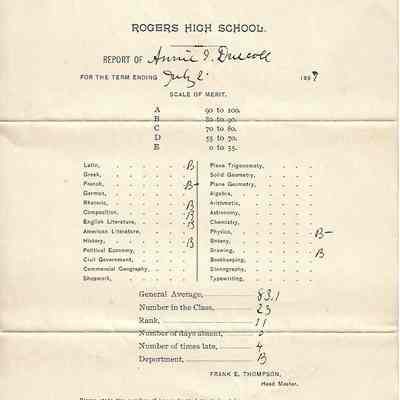 ROGERS HIGH SCHOOL.
REPORT OF Annie I. Driscoll
FOR THE TERM ENDING July 2. 1897
SCALE OF MERIT.
A 90 to 100.
B 80 to 90.
C 70 to 80.
D 55 to 70.
E 0 to 55.
Latin, B Plane Trigonometry,
Greek, Solid Geometry,
French, B- Plane Geometry,
German, Algebra,
Rhetoric, B Arithmetic,
Composition, B Astronomy,
English Literature, B Chemistry,
American Literature, Physics, B-
History, B Botany,
Political Economy, Drawing, B
Civil Government, Bookkeeping,
Commercial Geography, Stenography,
Shopwork, Typewriting,
General Average, 83.1
Number in the Class, 23
Rank, 11
Number of days absent,
Number of times late, 4
Deportment, B
FRANK E. THOMPSON,
Head Master.